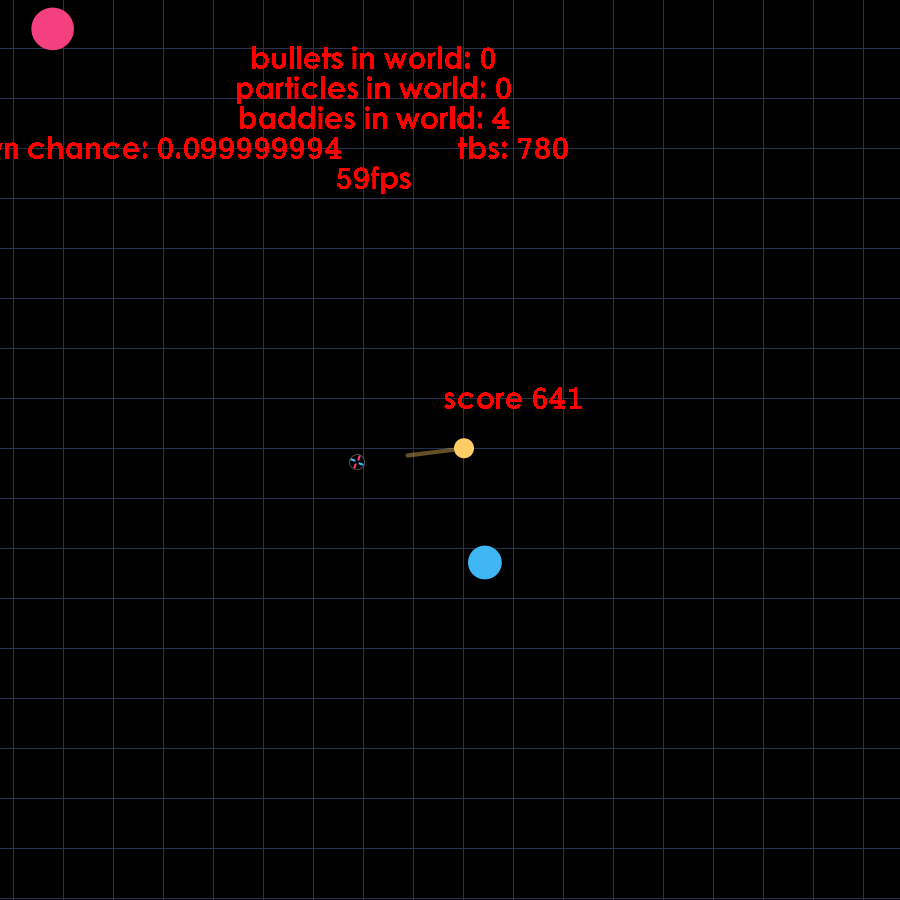 bullets in world: 0
particles in world: 0
baddies in world: 4
chance: 0.099999994 tbs: 780
59fps
score 641